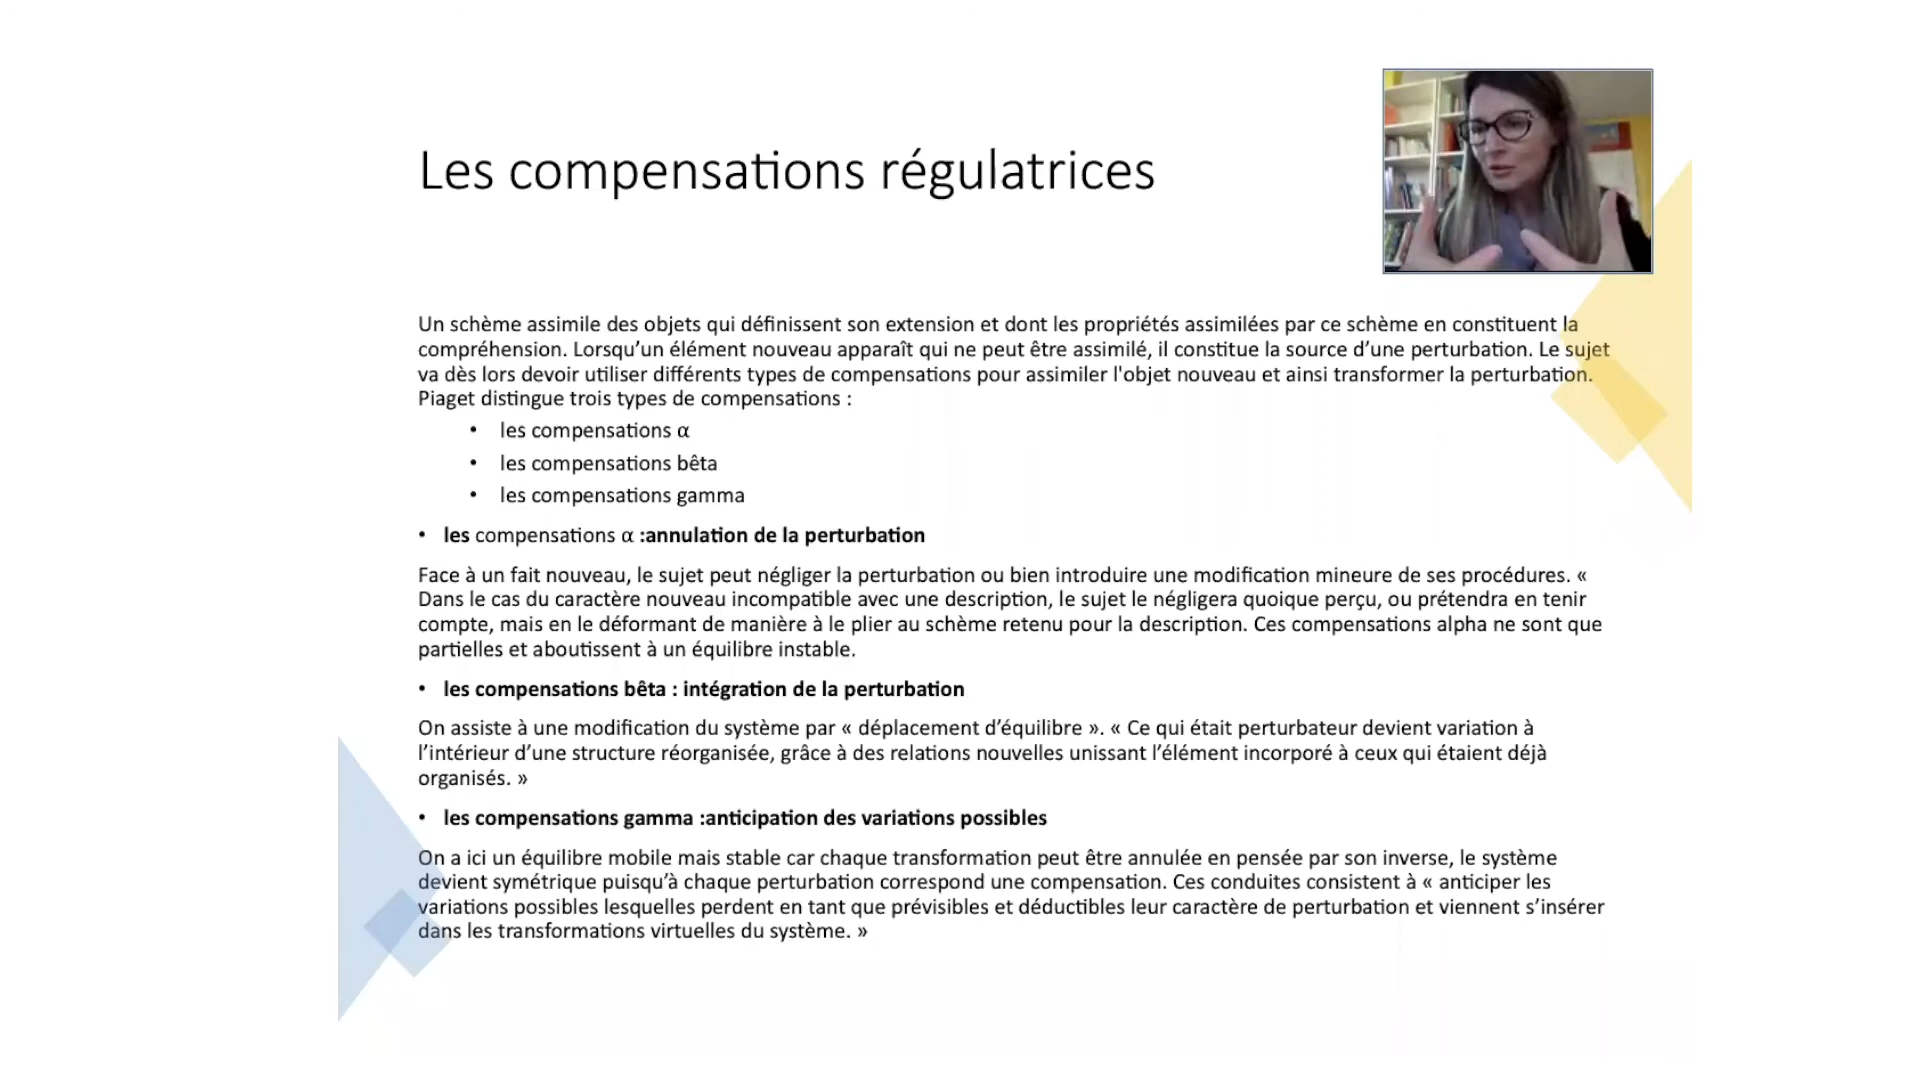 Les compensations régulatrices
Un schème assimile des objets qui définissent son extension et dont les propriétés assimilées par ce schème en constituent la
compréhension. Lorsqu’un élément nouveau apparaît qui ne peut être assimilé, il constitue la source d’une perturbation. Le sujet
va dès lors devoir utiliser différents types de compensations pour assimiler l'objet nouveau et ainsi transformer la perturbation.
Piaget distingue trois types de compensations :
• les compensations α
• les compensations bêta
• les compensations gamma
• les compensations α :annulation de la perturbation
Face à un fait nouveau, le sujet peut négliger la perturbation ou bien introduire une modification mineure de ses procédures. «
Dans le cas du caractère nouveau incompatible avec une description, le sujet le négligera quoique perçu, ou prétendra en tenir
compte, mais en le déformant de manière à le plier au schème retenu pour la description. Ces compensations alpha ne sont que
partielles et aboutissent à un équilibre instable.
• les compensations bêta : intégration de la perturbation
On assiste à une modification du système par « déplacement d’équilibre ». « Ce qui était perturbateur devient variation à
l’intérieur d’une structure réorganisée, grâce à des relations nouvelles unissant l’élément incorporé à ceux qui étaient déjà
organisés. »
• les compensations gamma :anticipation des variations possibles
On a ici un équilibre mobile mais stable car chaque transformation peut être annulée en pensée par son inverse, le système
devient symétrique puisqu’à chaque perturbation correspond une compensation. Ces conduites consistent à « anticiper les
variations possibles lesquelles perdent en tant que prévisibles et déductibles leur caractère de perturbation et viennent s’insérer
dans les transformations virtuelles du système. »